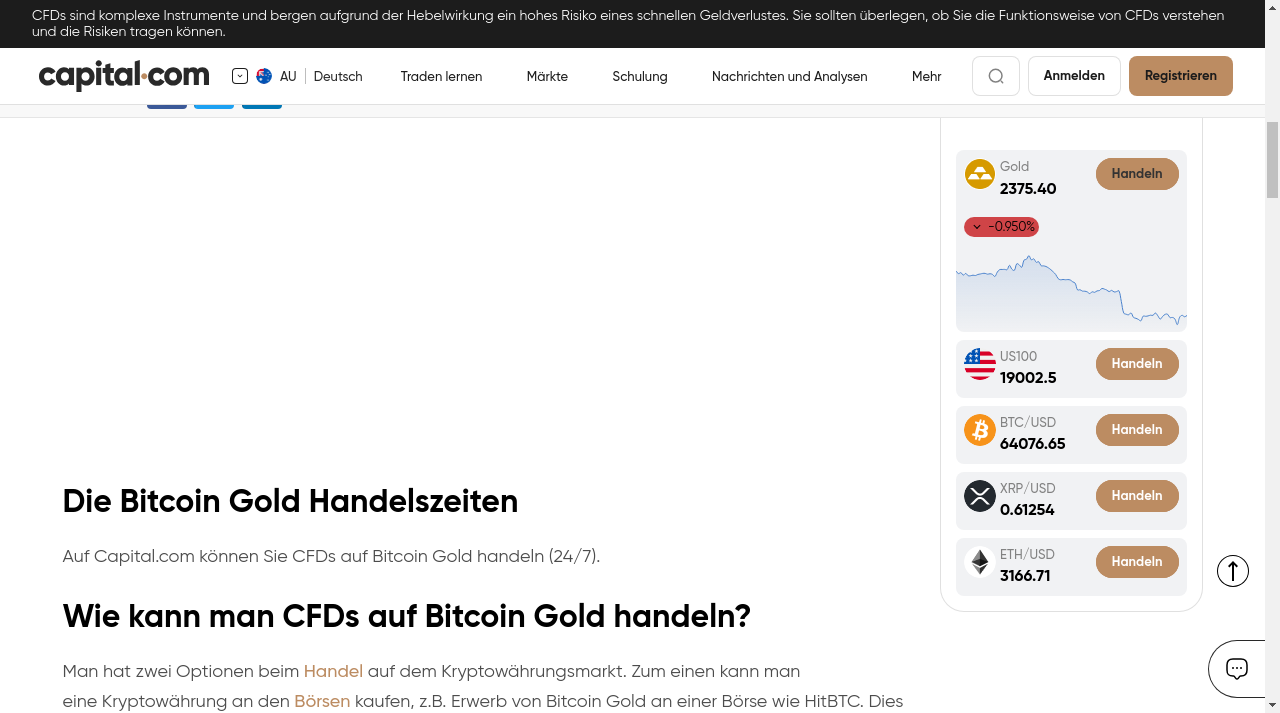 CFDs sind komplexe Instrumente und bergen aufgrund der Hebelwirkung ein hohes Risiko eines schnellen Geldverlustes. Sie sollten überlegen, ob Sie die Funktionsweise von CFDs verstehen
und die Risiken tragen können.
capital.com
AU
Deutsch
Traden lernen
Märkte
Schulung
Nachrichten und Analysen
Mehr
Anmelden
Registrieren
Gold
2375.40
Handeln
-0.950%
US100
19002.5
Handeln
BTC/USD
64076.65
Handeln
XRP/USD
0.61254
Handeln
ETH/USD
3166.71
Handeln
Die Bitcoin Gold Handelszeiten
Auf Capital.com können Sie CFDs auf Bitcoin Gold handeln (24/7).
Wie kann man CFDs auf Bitcoin Gold handeln?
Man hat zwei Optionen beim Handel auf dem Kryptowährungsmarkt. Zum einen kann man
eine Kryptowährung an den Börsen kaufen, z.B. Erwerb von Bitcoin Gold an einer Börse wie HitBTC. Dies